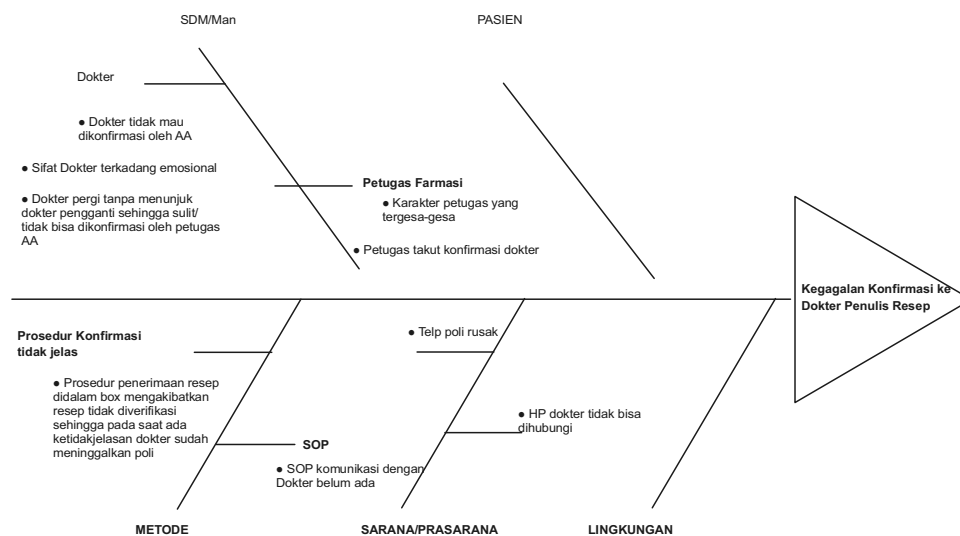 SDM/Man
PASIEN
Dokter
● Dokter tidak mau
dikonfirmasi oleh AA
● Sifat Dokter terkadang emosional
● Dokter pergi tanpa menunjuk
dokter pengganti sehingga sulit/
tidak bisa dikonfirmasi oleh petugas
AA
Petugas Farmasi
● Karakter petugas yang
tergesa-gesa
● Petugas takut konfirmasi dokter
Kegagalan Konfirmasi ke
Dokter Penulis Resep
Prosedur Konfirmasi
tidak jelas
● Prosedur penerimaan resep
didalam box mengakibatkan
resep tidak diverifikasi
sehingga pada saat ada
ketidakjelasan dokter sudah
meninggalkan poli
SOP
● SOP komunikasi dengan
Dokter belum ada
● Telp poli rusak
● HP dokter tidak bisa
dihubungi
METODE
SARANA/PRASARANA
LINGKUNGAN